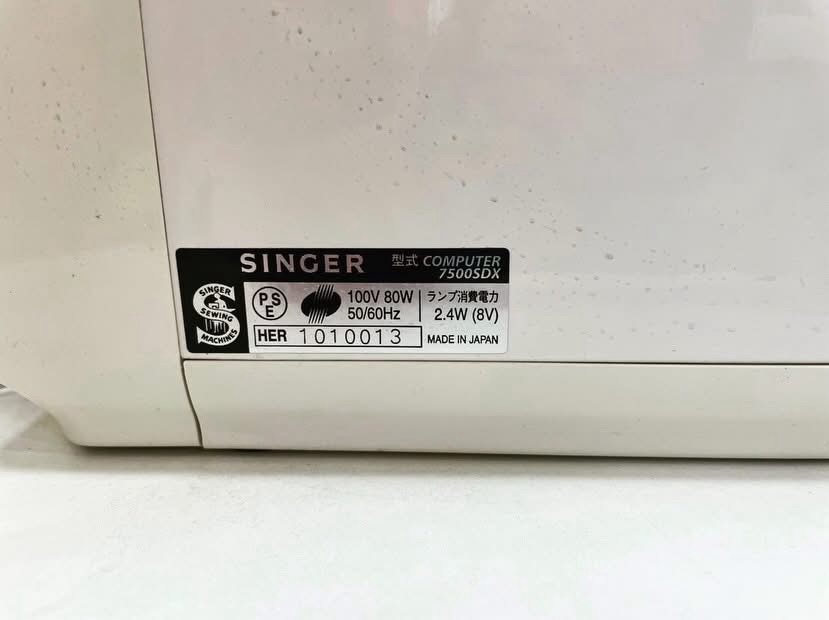 SINGER 型式 COMPUTER
7500SDX
SINGER
SEWING
MACHINES
PSE
100V 80W
50/60Hz
ランプ消費電力
2.4W (8V)
HER 1010013
MADE IN JAPAN